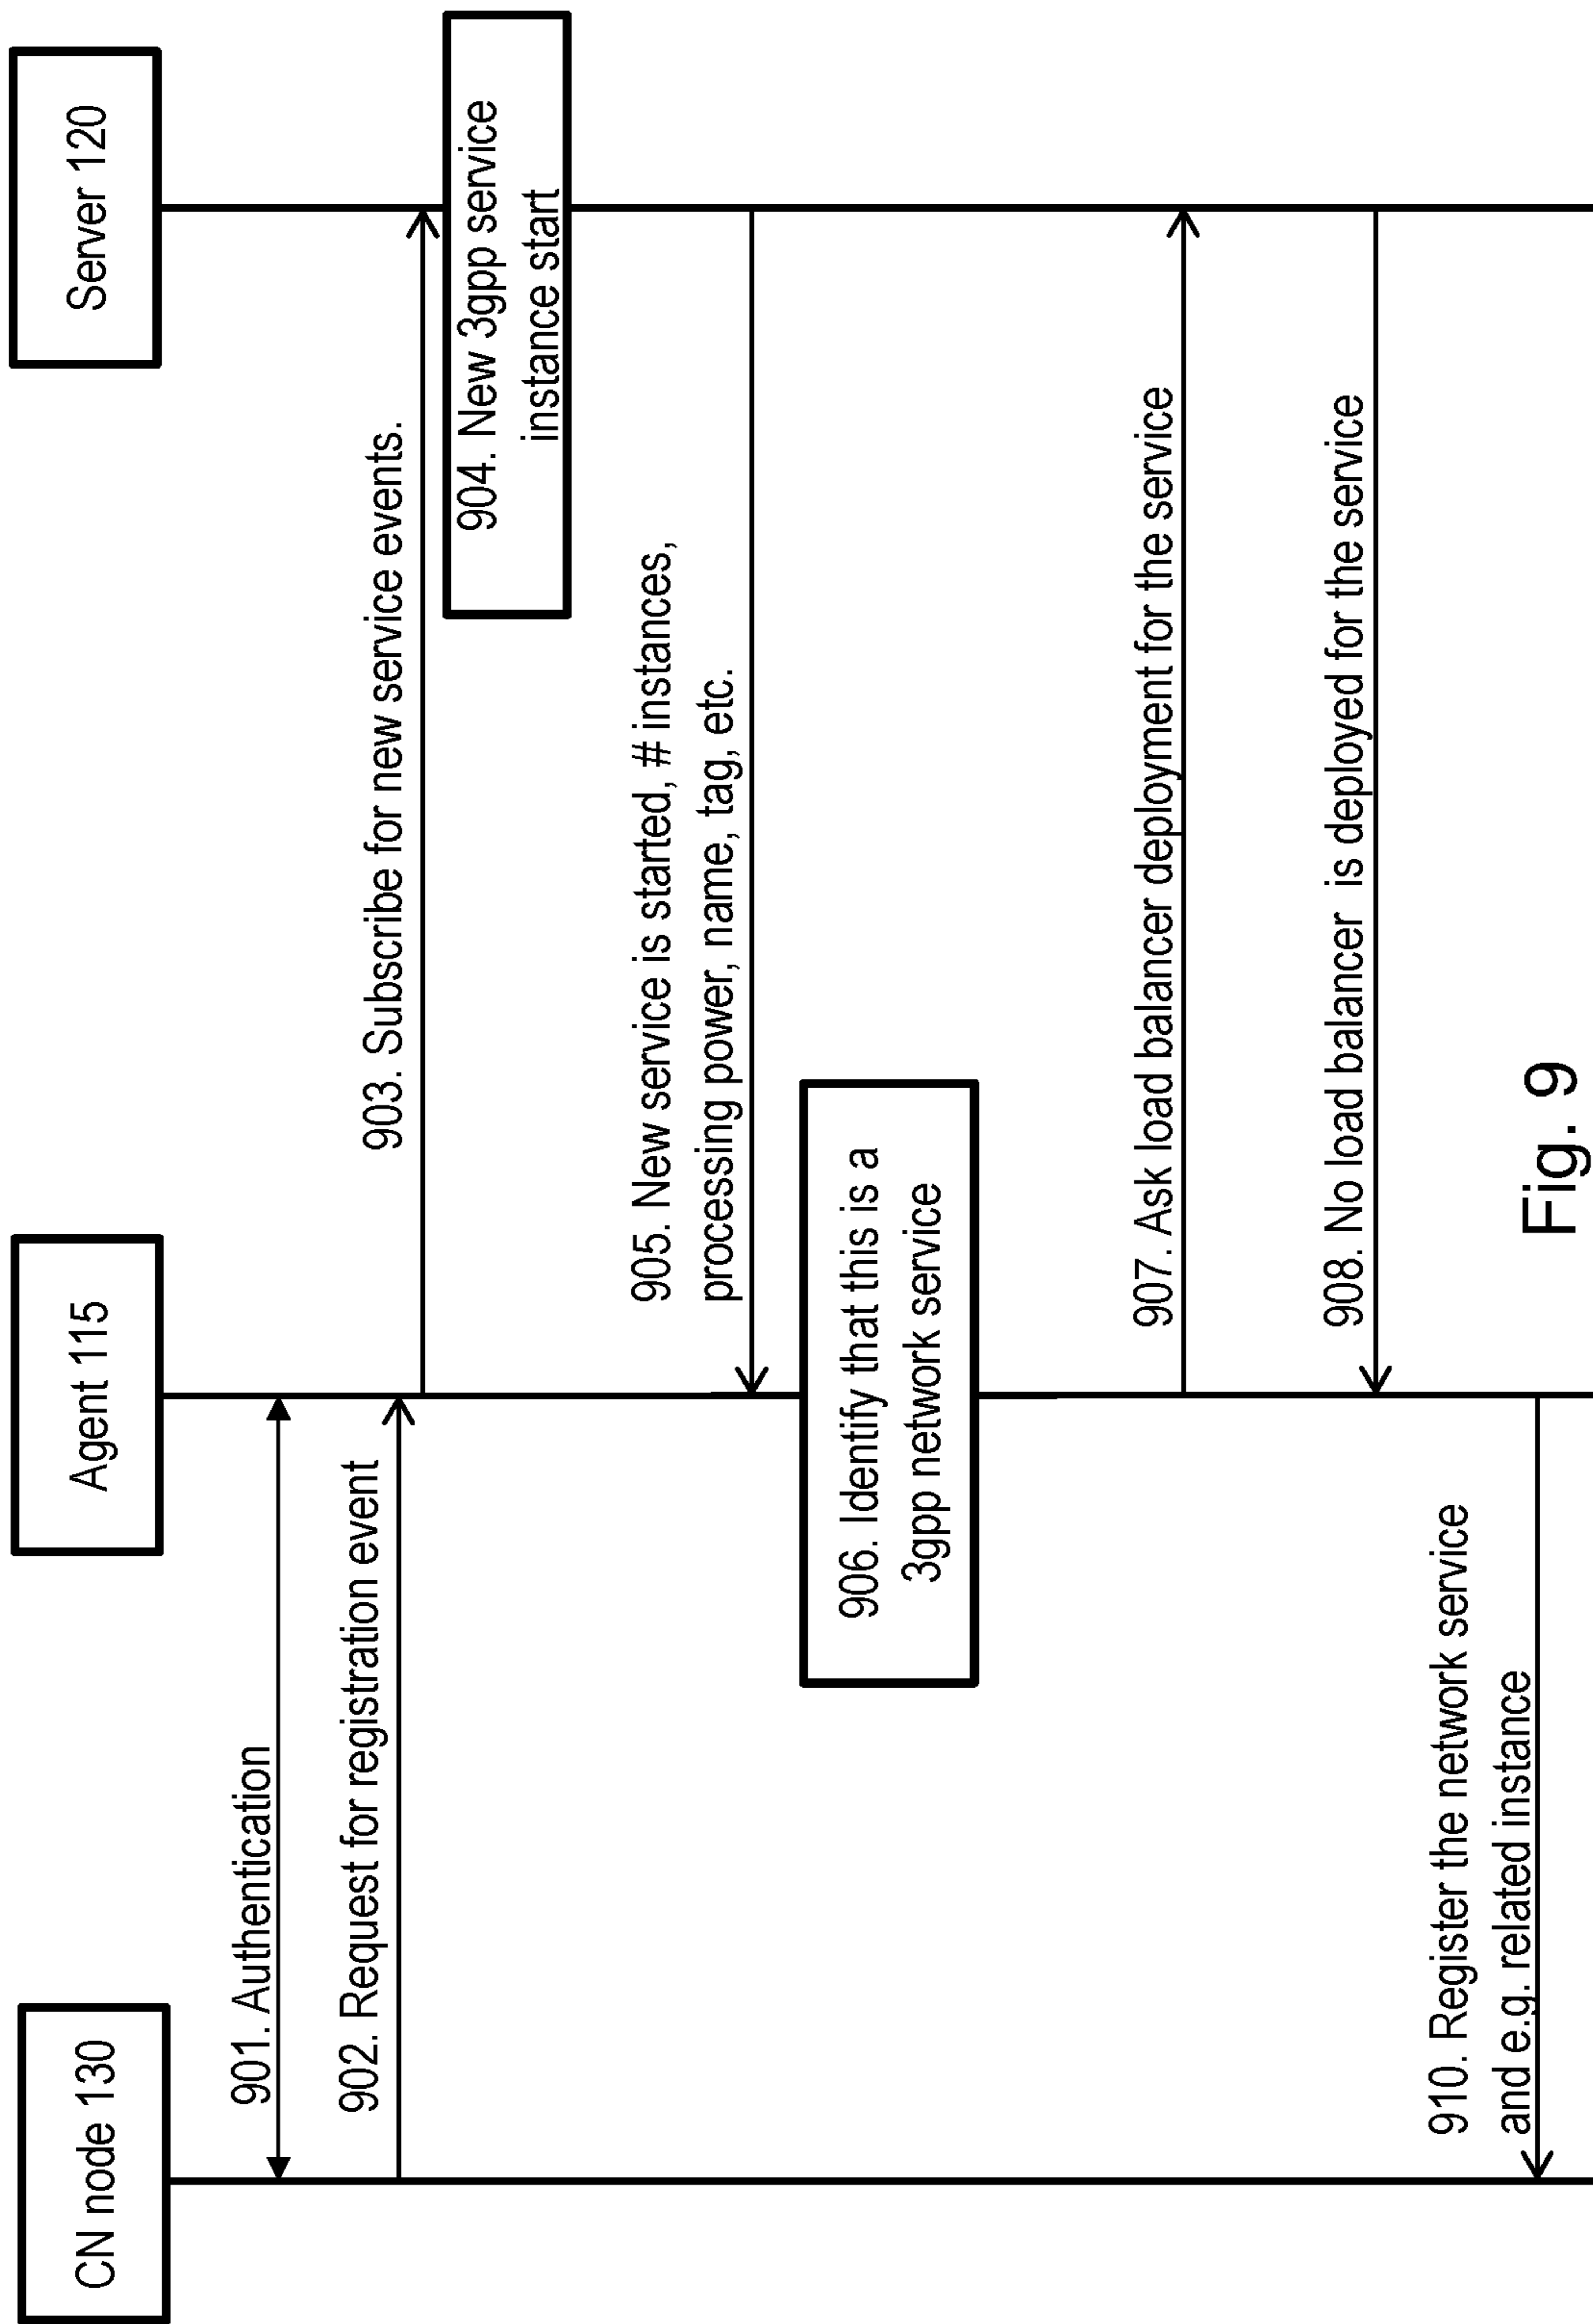 CN node 130
Agent 115
Server 120
901. Authentication
902. Request for registration event
903. Subscribe for new service events.
904. New 3gpp service
instance start
905. New service is started, # instances,
processing power, name, tag, etc.
906. Identify that this is a
3gpp network service
907. Ask load balancer deployment for the service
908. No load balancer is deployed for the service
910. Register the network service
and e.g. related instance
Fig. 9